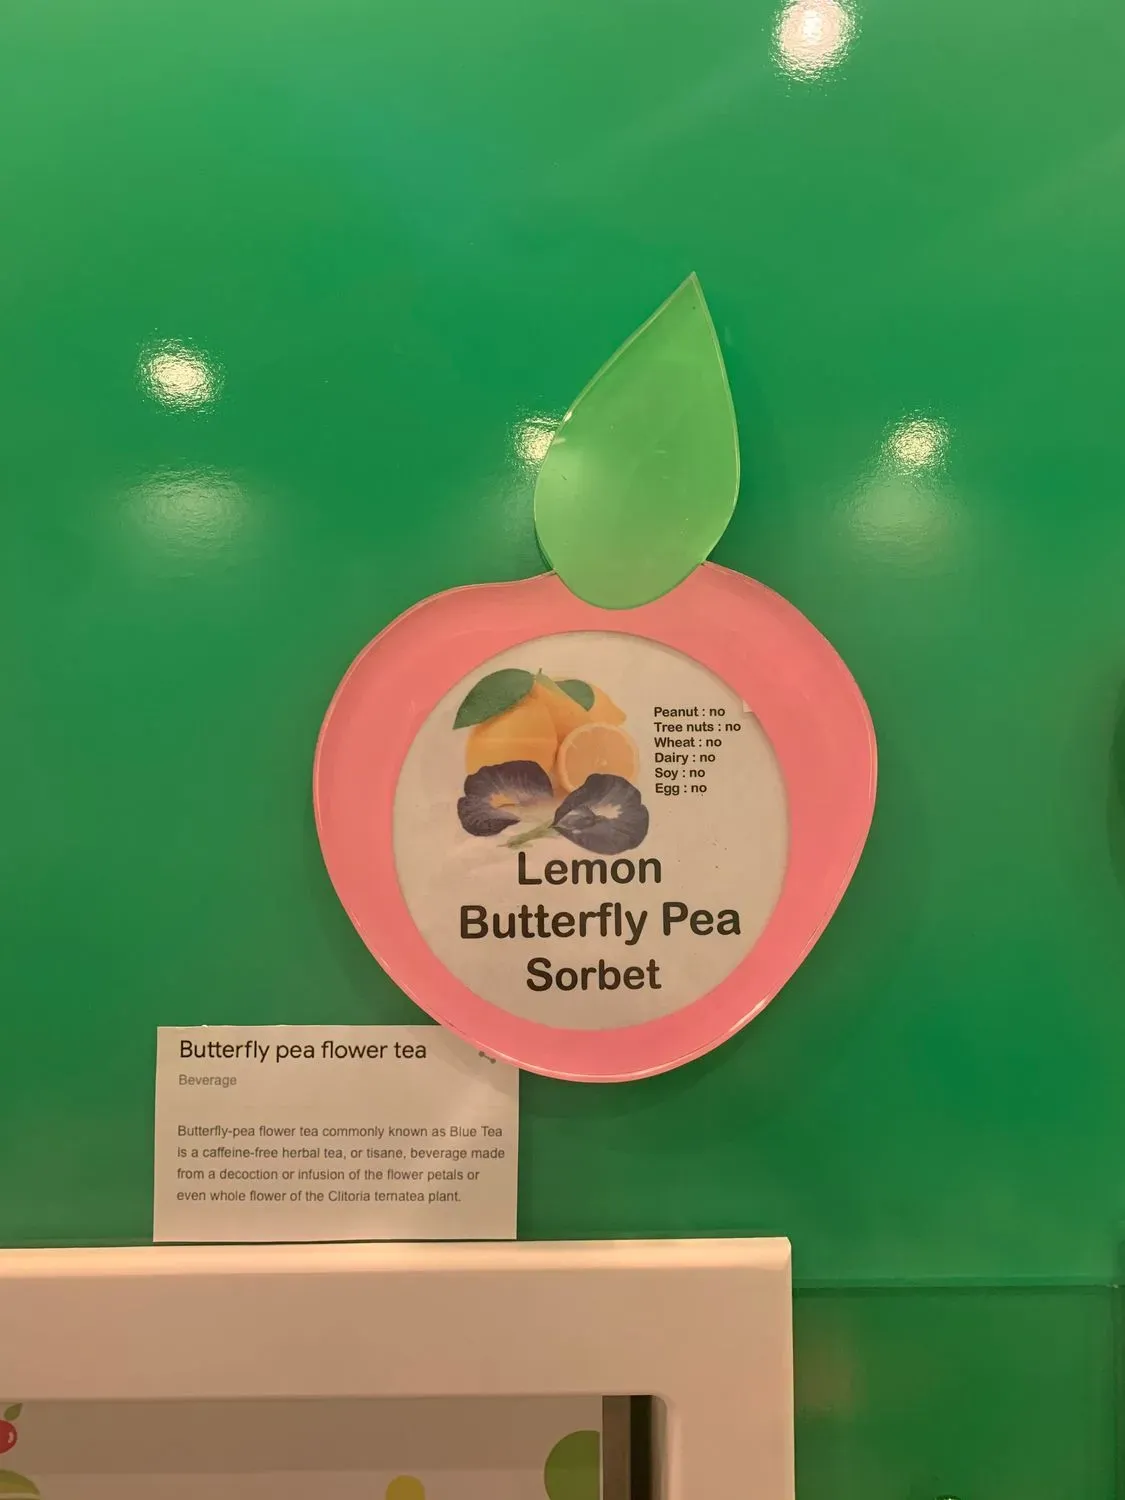 Peanut : no
Tree nuts : no
Wheat : no
Dairy : no
Soy : no
Egg : no
Lemon
Butterfly Pea
Sorbet
Butterfly pea flower tea
Beverage
Butterfly-pea flower tea commonly known as Blue Tea
is a caffeine-free herbal tea, or tisane, beverage made
from a decoction or infusion of the flower petals or
even whole flower of the Clitoria ternatea plant.